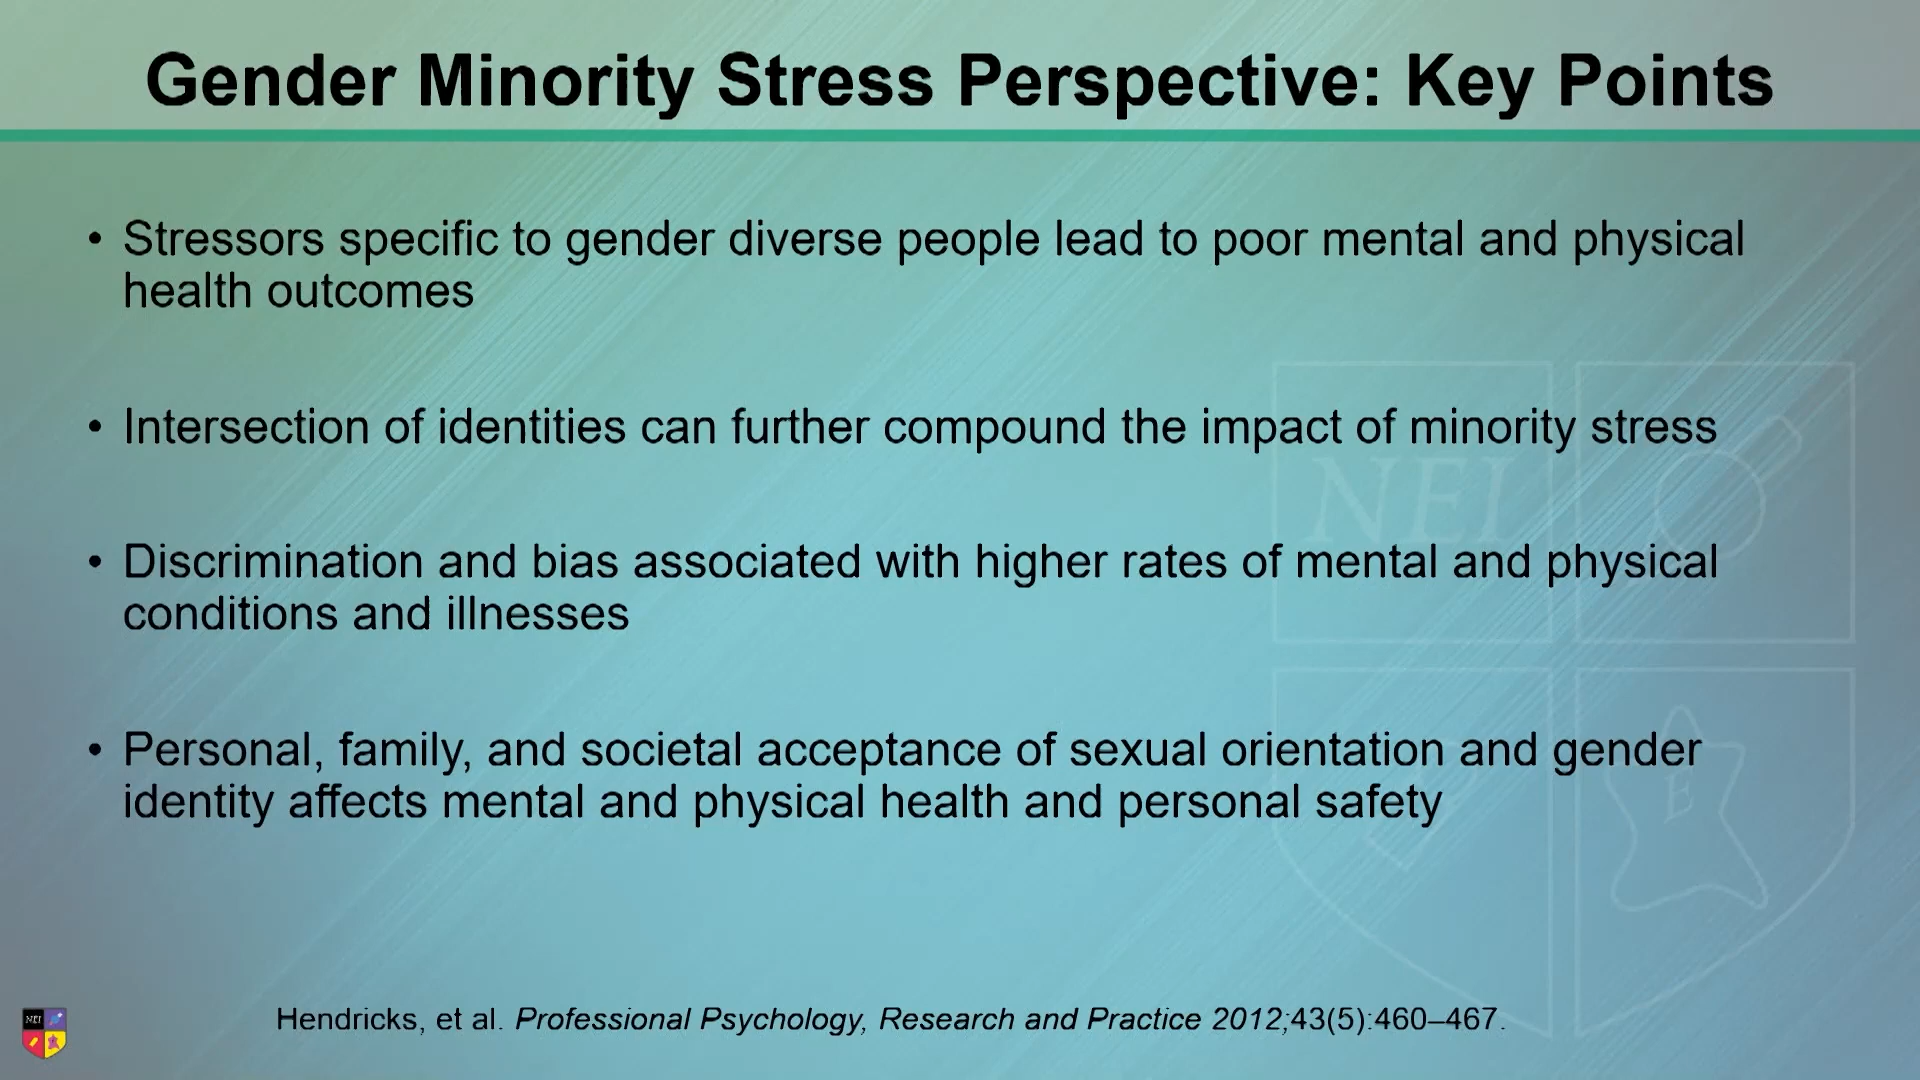 Gender Minority Stress Perspective: Key Points
• Stressors specific to gender diverse people lead to poor mental and physical
health outcomes
• Intersection of identities can further compound the impact of minority stress
NEI
• Discrimination and bias associated with higher rates of mental and physical
conditions and illnesses
• Personal, family, and societal acceptance of sexual orientation and gender
identity affects mental and physical health and personal safety
E
NEI
Hendricks, et al. Professional Psychology, Research and Practice 2012;43(5):460–467.